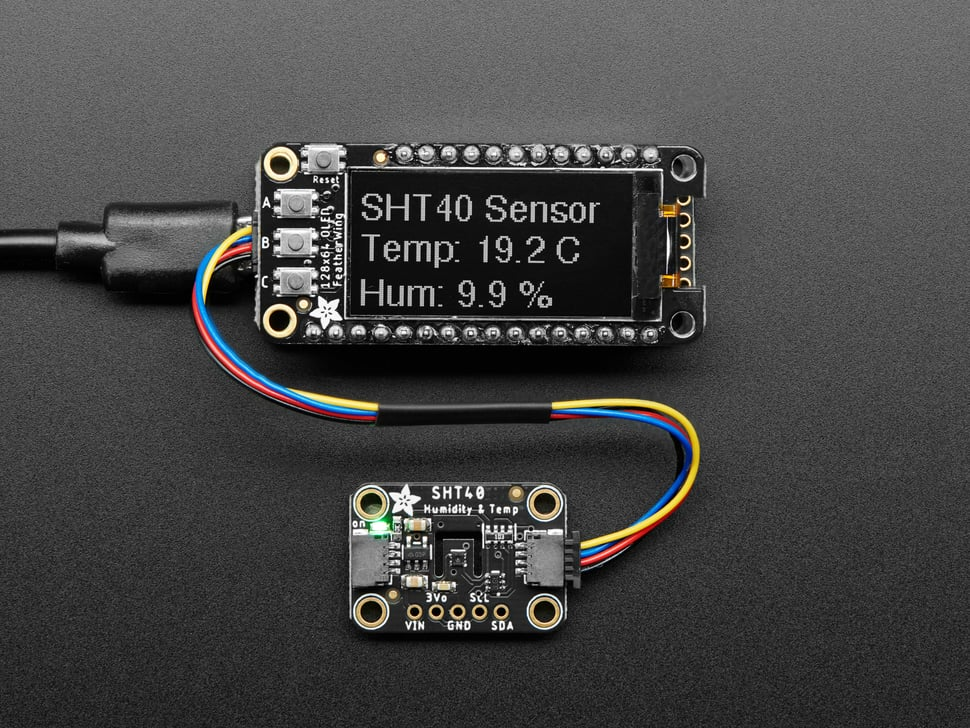 Reset
A
B
C
128x64 OLED
FeatherWing
SHT40 Sensor
Temp: 19.2 C
Hum: 9.9 %
SHT40
Humidity & Temp
on
3Vo SCL
VIN GND SDA